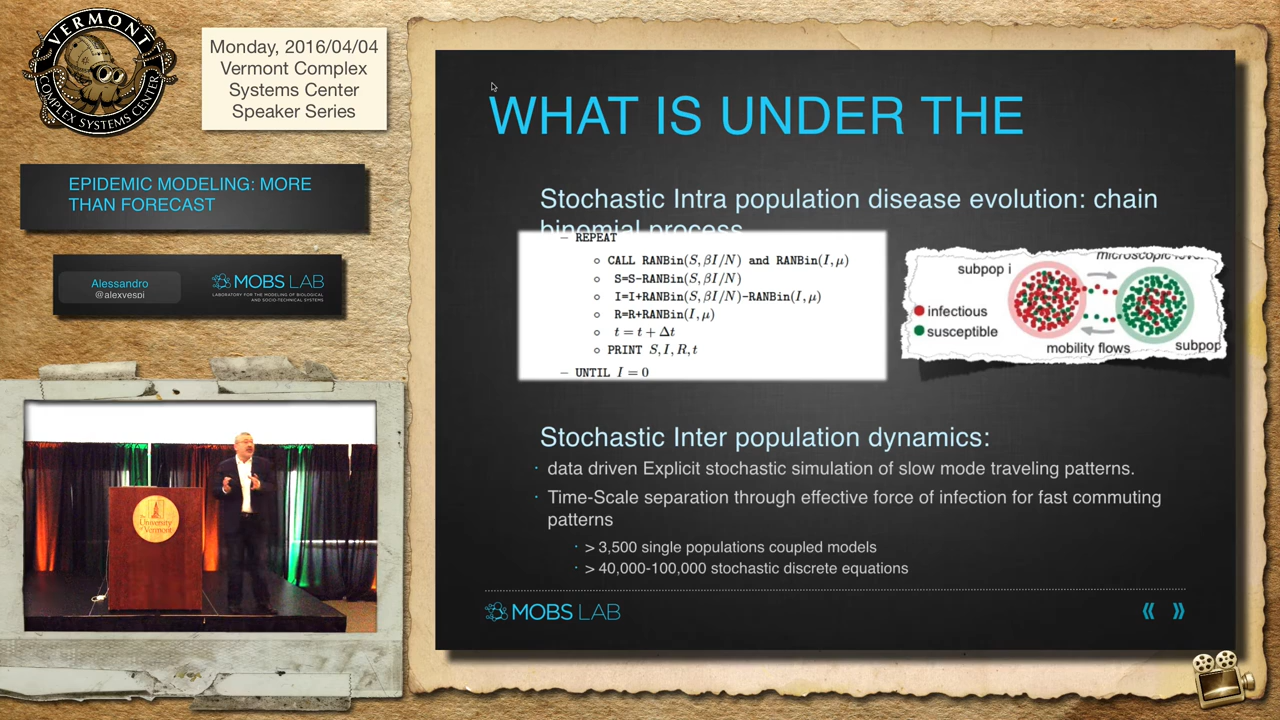 VERMONT
COMPLEX SYSTEMS CENTER
Monday, 2016/04/04
Vermont Complex
Systems Center
Speaker Series
EPIDEMIC MODELING: MORE
THAN FORECAST
Alessandro
@alexvespi
MOBS LAB
LABORATORY FOR THE MODELING OF BIOLOGICAL
AND SOCIO-TECHNICAL SYSTEMS
University
of Vermont
WHAT IS UNDER THE
Stochastic Intra population disease evolution: chain
binomial process
– REPEAT
∘ CALL RANBin(S, βI/N) and RANBin(I, μ)
∘ S=S-RANBin(S, βI/N)
∘ I=I+RANBin(S, βI/N)-RANBin(I, μ)
∘ R=R+RANBin(I, μ)
∘ t = t + Δt
∘ PRINT S, I, R, t
– UNTIL I = 0
microscopic level
subpop i
infectious
susceptible
mobility flows
subpop
Stochastic Inter population dynamics:
· data driven Explicit stochastic simulation of slow mode traveling patterns.
· Time-Scale separation through effective force of infection for fast commuting
patterns
· > 3,500 single populations coupled models
· > 40,000-100,000 stochastic discrete equations
MOBS LAB